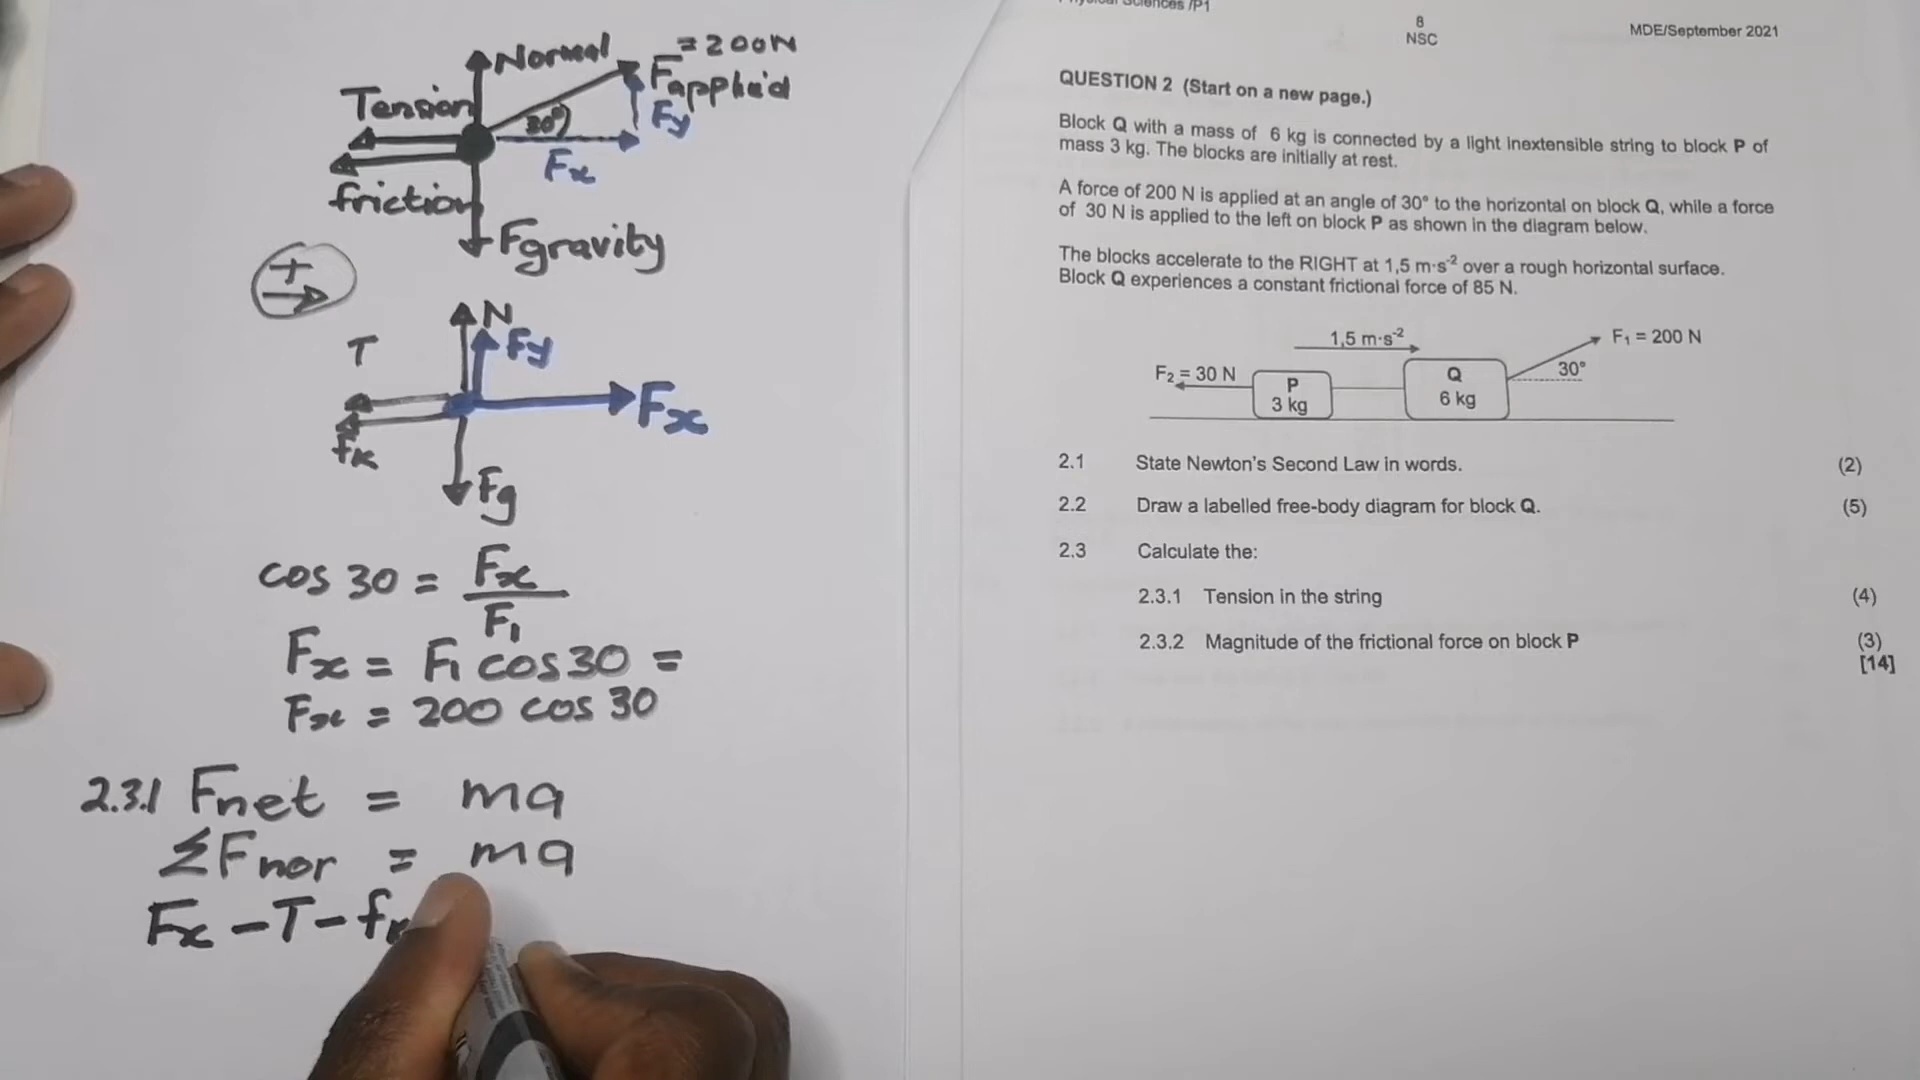 Normal
= 200N
Fapplied
Tension
30°
Fy
Fx
friction
Fgravity
+
N
Fy
T
Fx
fk
Fg
cos 30 = Fx
F1
Fx = F1 cos30 =
Fx = 200 cos 30
2.3.1 Fnet = ma
ΣFhor = ma
Fx - T - fk
Physical Sciences /P1
8
NSC
MDE/September 2021
QUESTION 2 (Start on a new page.)
Block Q with a mass of 6 kg is connected by a light inextensible string to block P of
mass 3 kg. The blocks are initially at rest.
A force of 200 N is applied at an angle of 30° to the horizontal on block Q, while a force
of 30 N is applied to the left on block P as shown in the diagram below.
The blocks accelerate to the RIGHT at 1,5 m·s⁻² over a rough horizontal surface.
Block Q experiences a constant frictional force of 85 N.
1,5 m·s⁻²
F₁ = 200 N
30°
F₂ = 30 N
P
3 kg
Q
6 kg
2.1 State Newton's Second Law in words. (2)
2.2 Draw a labelled free-body diagram for block Q. (5)
2.3 Calculate the:
2.3.1 Tension in the string (4)
2.3.2 Magnitude of the frictional force on block P (3)
[14]